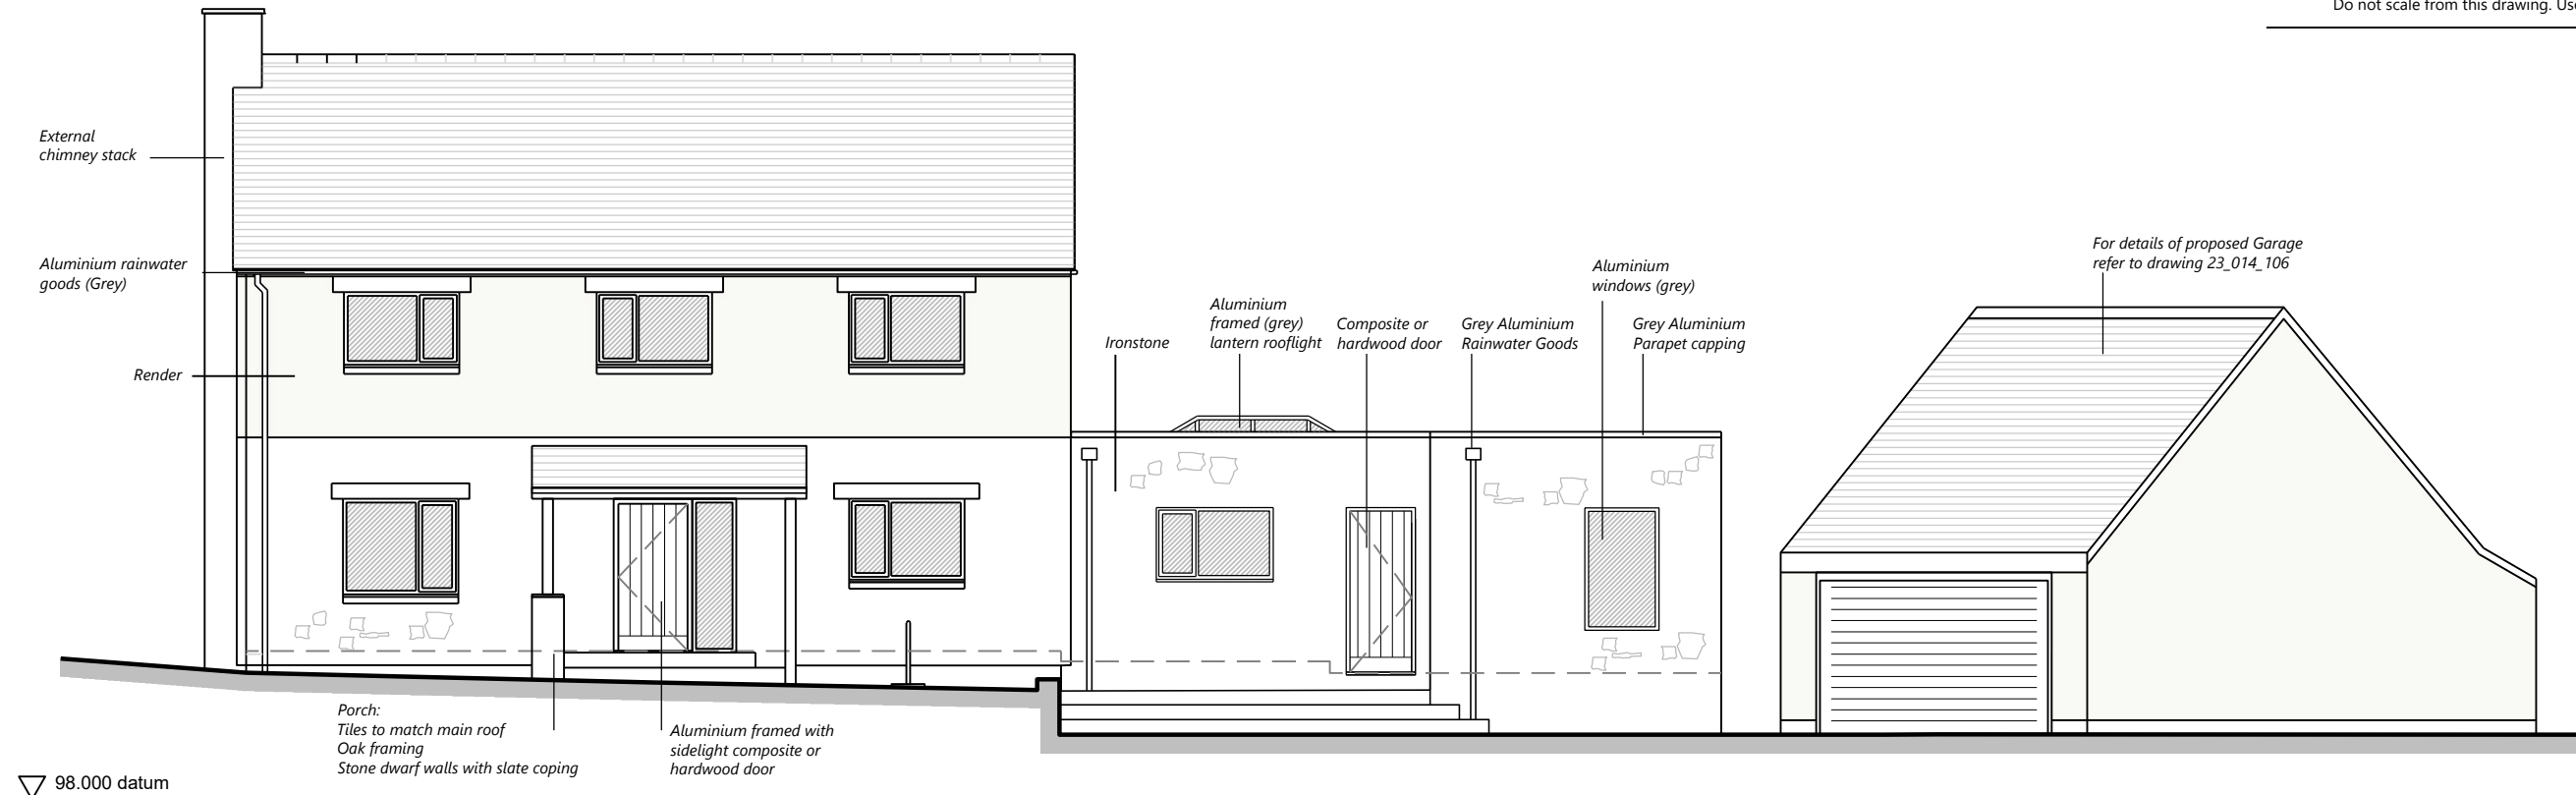 Do not scale from this drawing. Use
External
chimney stack
Aluminium rainwater
goods (Grey)
Render
Ironstone
Aluminium
framed (grey)
lantern rooflight
Composite or
hardwood door
Grey Aluminium
Rainwater Goods
Aluminium
windows (grey)
Grey Aluminium
Parapet capping
For details of proposed Garage
refer to drawing 23_014_106
Porch:
Tiles to match main roof
Oak framing
Stone dwarf walls with slate coping
Aluminium framed with
sidelight composite or
hardwood door
98.000 datum